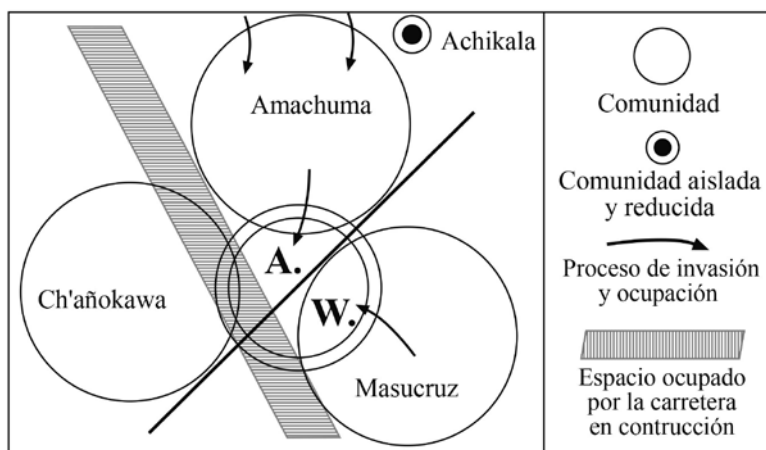 Achikala
Amachuma
A.
Ch'añokawa
W.
Masucruz
Comunidad
Comunidad aislada
y reducida
Proceso de invasión
y ocupación
Espacio ocupado
por la carretera
en contrucción